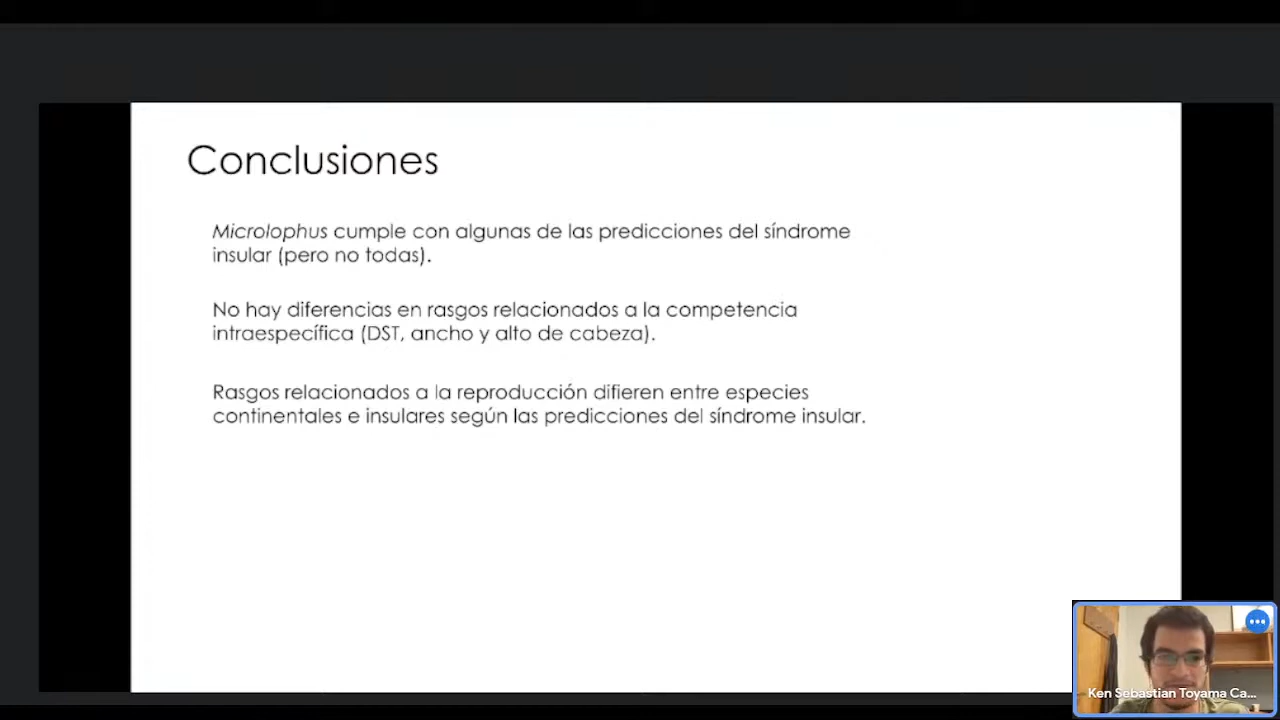 Conclusiones
Microlophus cumple con algunas de las predicciones del síndrome
insular (pero no todas).
No hay diferencias en rasgos relacionados a la competencia
intraespecífica (DST, ancho y alto de cabeza).
Rasgos relacionados a la reproducción difieren entre especies
continentales e insulares según las predicciones del síndrome insular.
Ken Sebastian Toyama Ca...